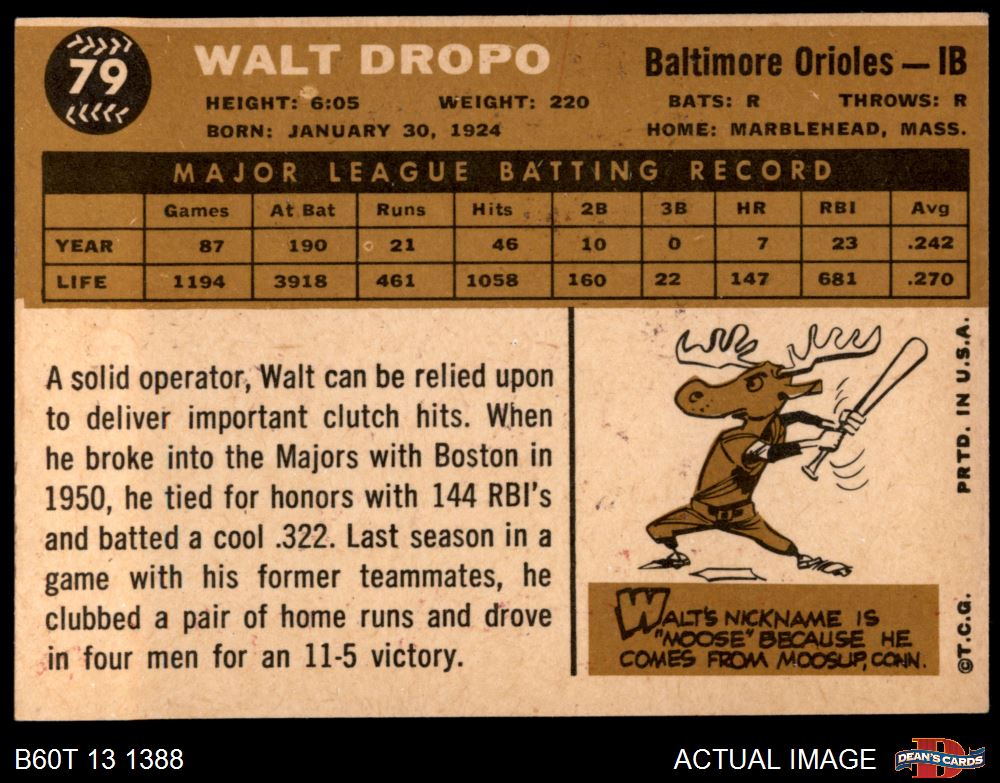 79
WALT DROPO
Baltimore Orioles — 1B
HEIGHT: 6:05 WEIGHT: 220 BATS: R THROWS: R
BORN: JANUARY 30, 1924 HOME: MARBLEHEAD, MASS.
MAJOR LEAGUE BATTING RECORD
Games At Bat Runs Hits 2B 3B HR RBI Avg
YEAR 87 190 21 46 10 0 7 23 .242
LIFE 1194 3918 461 1058 160 22 147 681 .270
A solid operator, Walt can be relied upon
to deliver important clutch hits. When
he broke into the Majors with Boston in
1950, he tied for honors with 144 RBI's
and batted a cool .322. Last season in a
game with his former teammates, he
clubbed a pair of home runs and drove
in four men for an 11-5 victory.
WALT'S NICKNAME IS
"MOOSE" BECAUSE HE
COMES FROM MOOSUP, CONN.
©T.C.G. PRTD. IN U.S.A.
B60T 13 1388
ACTUAL IMAGE
D
DEAN'S CARDS